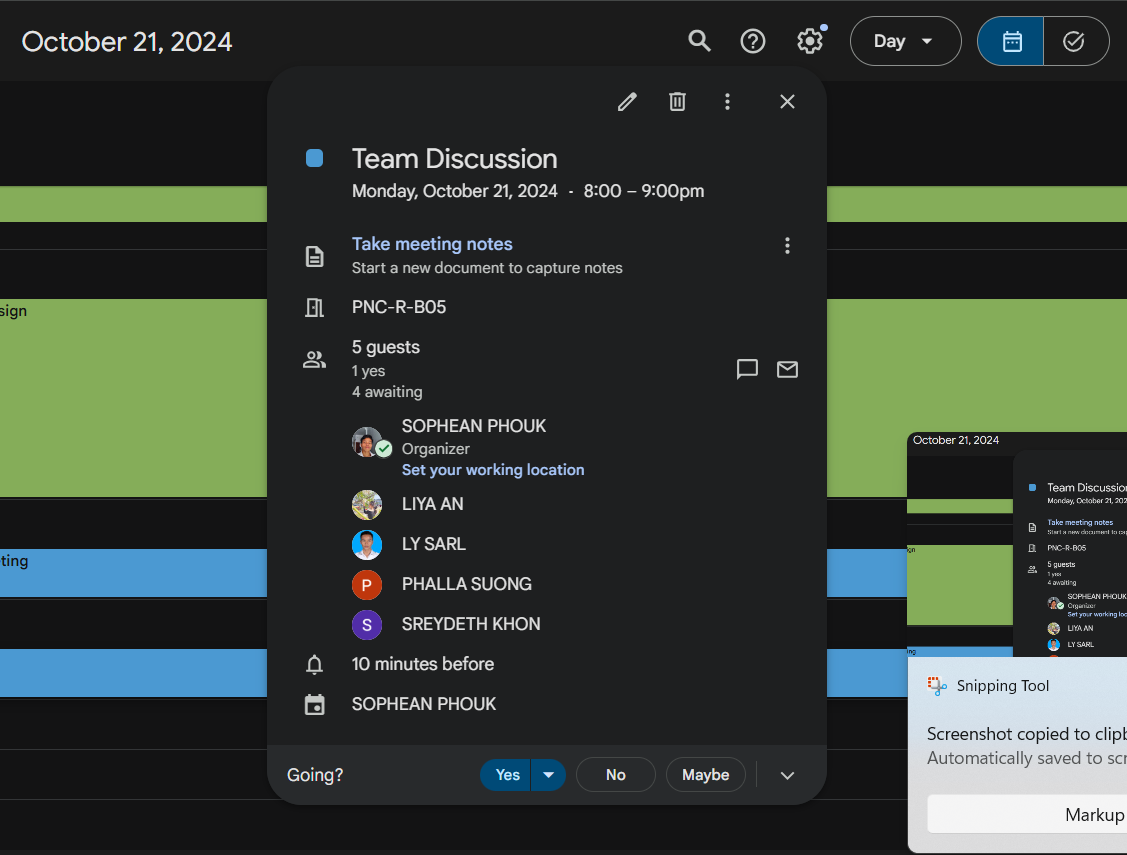 October 21, 2024
Day
Team Discussion
Monday, October 21, 2024 · 8:00 – 9:00pm
Take meeting notes
Start a new document to capture notes
PNC-R-B05
5 guests
1 yes
4 awaiting
SOPHEAN PHOUK
Organizer
Set your working location
LIYA AN
LY SARL
P
PHALLA SUONG
S
SREYDETH KHON
10 minutes before
SOPHEAN PHOUK
Going?
Yes
No
Maybe
sign
ting
October 21, 2024
Team Discussion
Monday, October 21, 202
Take meeting notes
Start a new document to cap
PNC-R-B05
5 guests
1 yes
4 awaiting
SOPHEAN PHOUK
Organizer
Set your working loc
LIYA AN
LY SARL
Snipping Tool
Screenshot copied to clipb
Automatically saved to scr
Markup